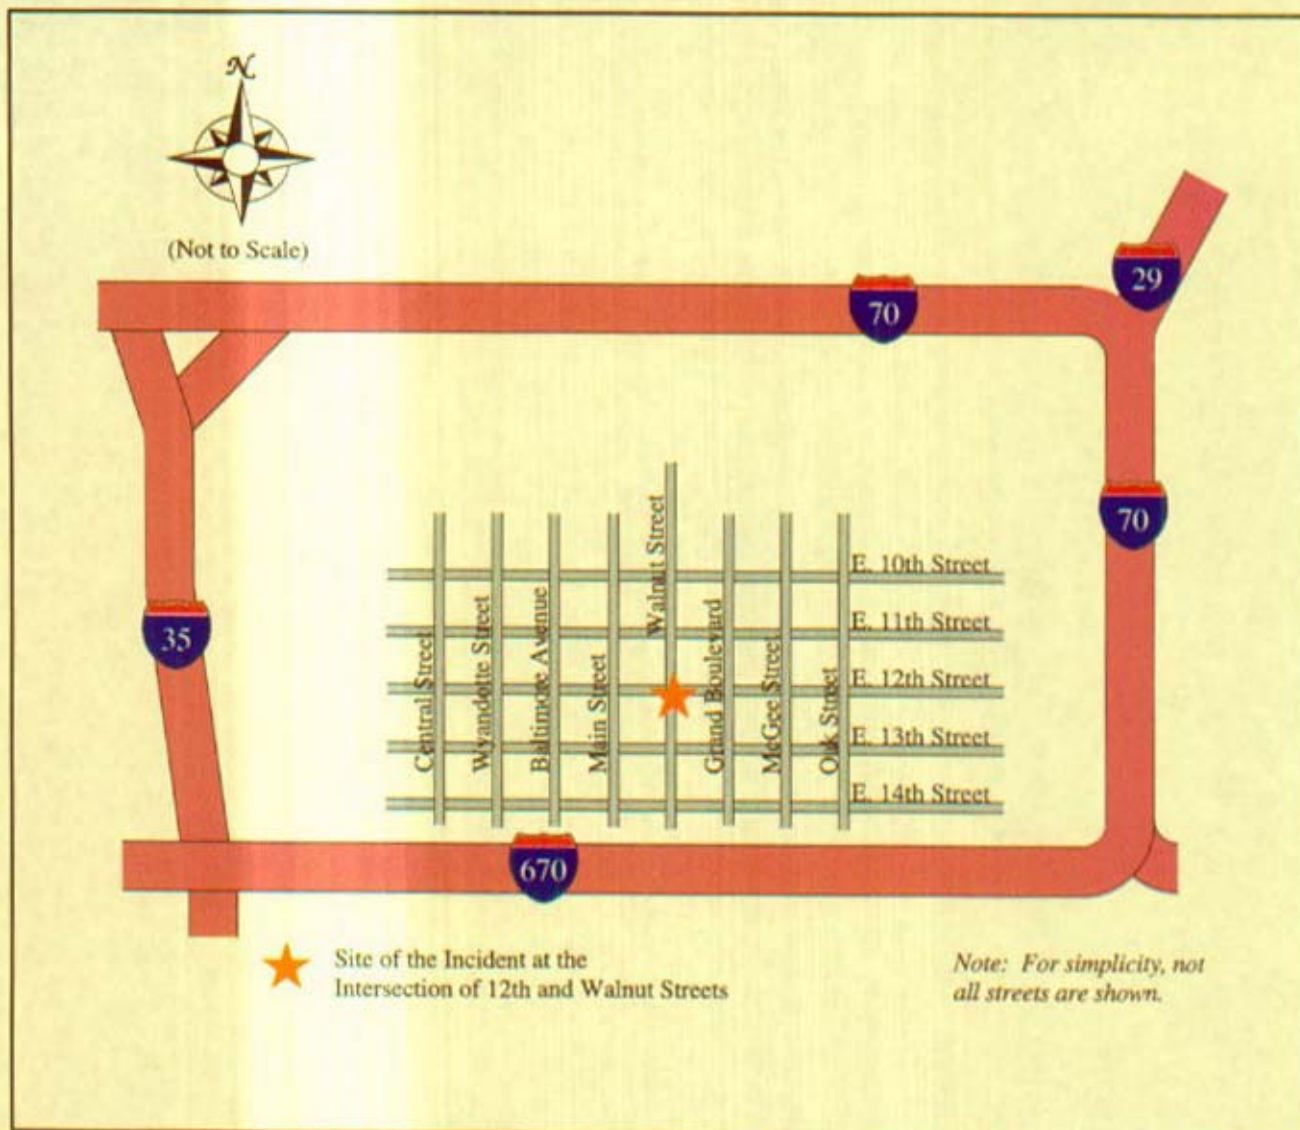 N
(Not to Scale)
29
70
70
35
Walnut Street
E. 10th Street
E. 11th Street
E. 12th Street
E. 13th Street
E. 14th Street
Central Street
Wyandotte Street
Baltimore Avenue
Main Street
Grand Boulevard
McGee Street
Oak Street
670
Site of the Incident at the
Intersection of 12th and Walnut Streets
Note: For simplicity, not
all streets are shown.